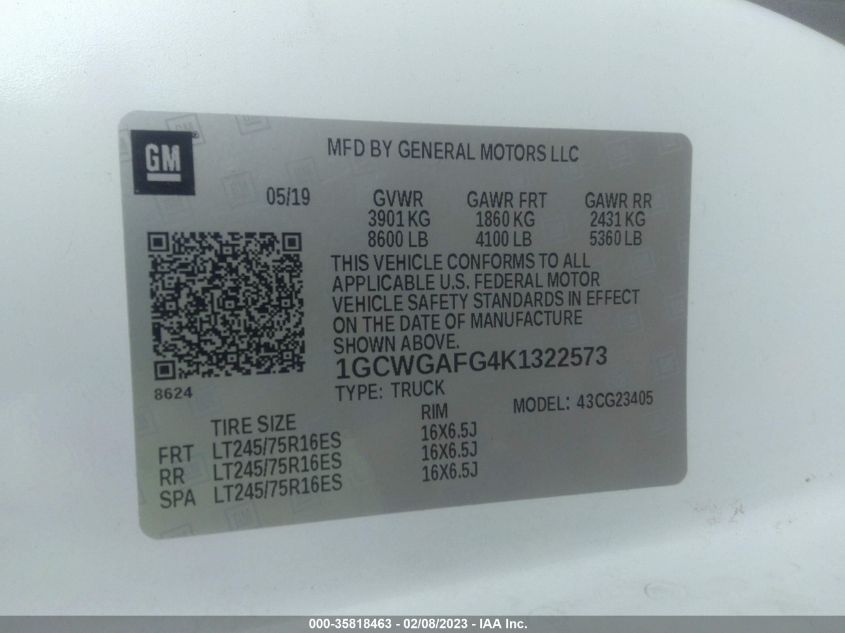 GM
MFD BY GENERAL MOTORS LLC
05/19 GVWR GAWR FRT GAWR RR
3901 KG 1860 KG 2431 KG
8600 LB 4100 LB 5360 LB
THIS VEHICLE CONFORMS TO ALL
APPLICABLE U.S. FEDERAL MOTOR
VEHICLE SAFETY STANDARDS IN EFFECT
ON THE DATE OF MANUFACTURE
SHOWN ABOVE.
1GCWGAFG4K1322573
8624
TYPE: TRUCK MODEL: 43CG23405
TIRE SIZE RIM
FRT LT245/75R16ES 16X6.5J
RR LT245/75R16ES 16X6.5J
SPA LT245/75R16ES 16X6.5J
000-35818463 - 02/08/2023 - IAA Inc.